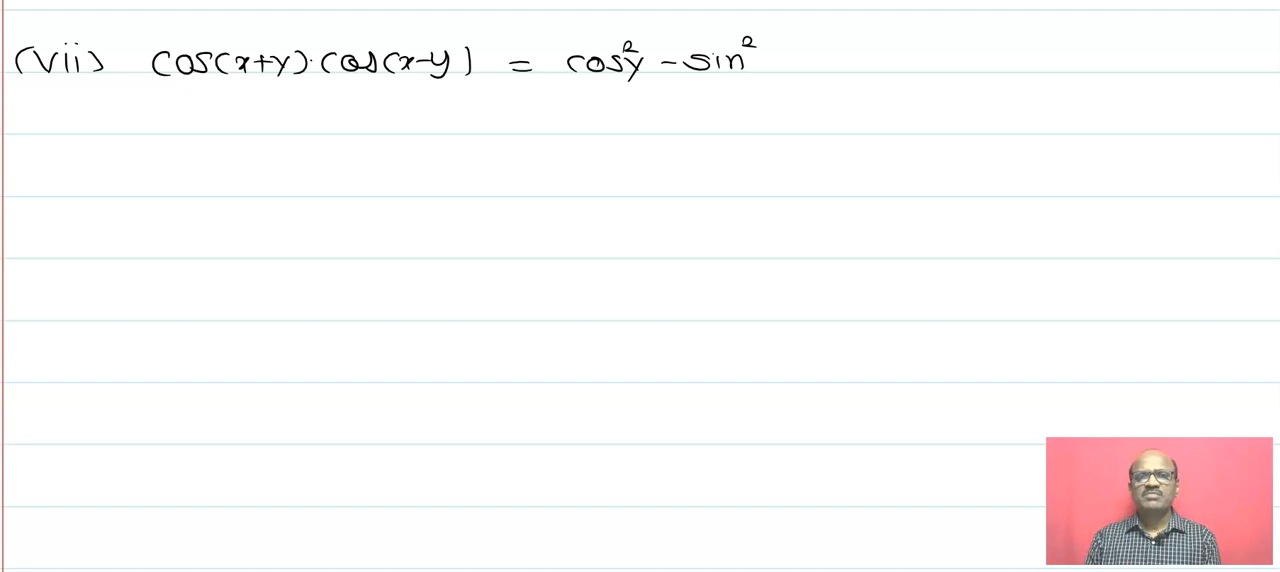 (vii) cos(x+y).cos(x-y) = cos²y - sin²